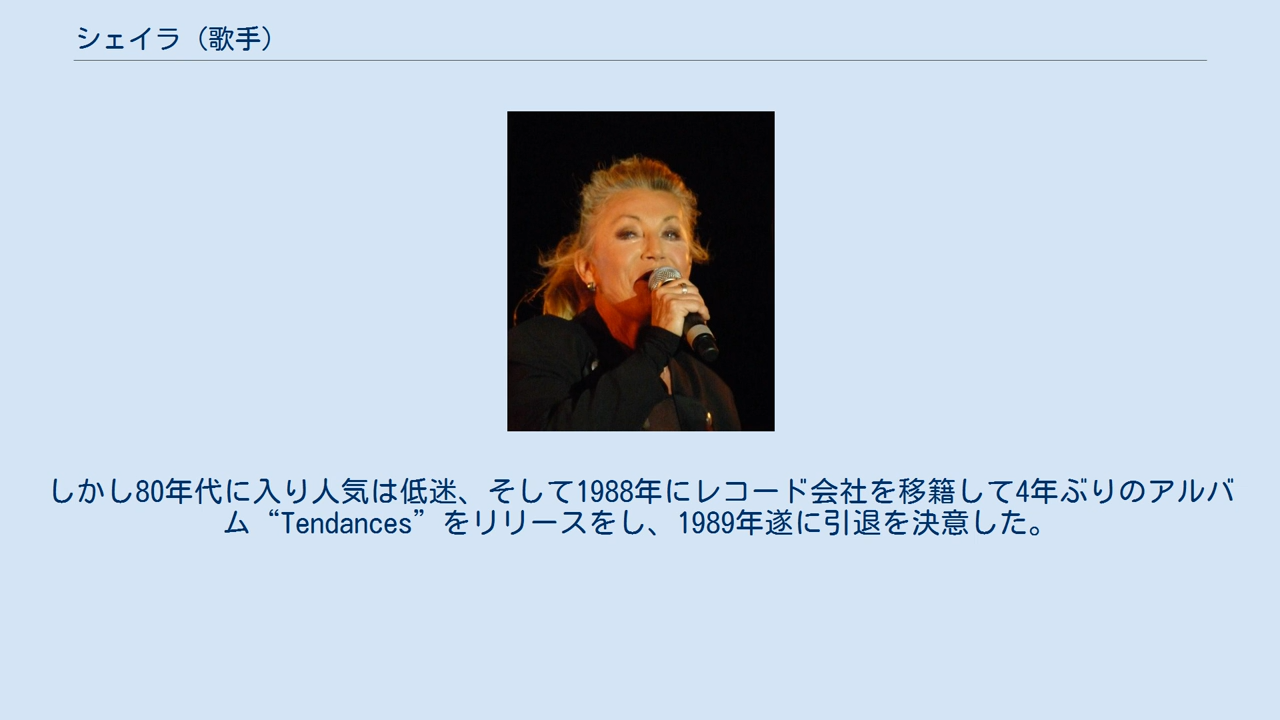 シェイラ（歌手）
しかし80年代に入り人気は低迷、そして1988年にレコード会社を移籍して4年ぶりのアルバ
ム“Tendances”をリリースをし、1989年遂に引退を決意した。